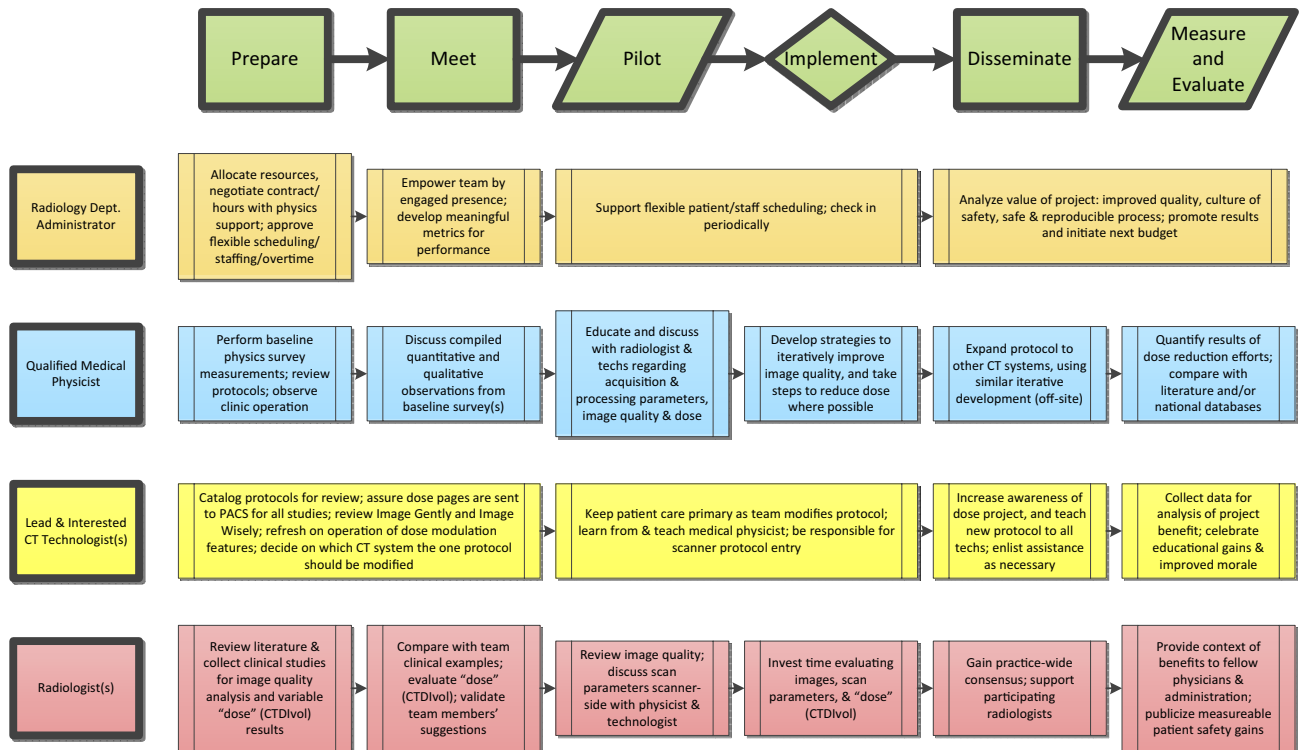 Prepare
Meet
Pilot
Implement
Disseminate
Measure
and
Evaluate
Radiology Dept.
Administrator
Allocate resources,
negotiate contract/
hours with physics
support; approve
flexible scheduling/
staffing/overtime
Empower team by
engaged presence;
develop meaningful
metrics for
performance
Support flexible patient/staff scheduling; check in
periodically
Analyze value of project: improved quality, culture of
safety, safe & reproducible process; promote results
and initiate next budget
Qualified Medical
Physicist
Perform baseline
physics survey
measurements; review
protocols; observe
clinic operation
Discuss compiled
quantitative and
qualitative
observations from
baseline survey(s)
Educate and discuss
with radiologist &
techs regarding
acquisition &
processing parameters,
image quality & dose
Develop strategies to
iteratively improve
image quality, and take
steps to reduce dose
where possible
Expand protocol to
other CT systems, using
similar iterative
development (off-site)
Quantify results of
dose reduction efforts;
compare with
literature and/or
national databases
Lead & Interested
CT Technologist(s)
Catalog protocols for review; assure dose pages are sent
to PACS for all studies; review Image Gently and Image
Wisely; refresh on operation of dose modulation
features; decide on which CT system the one protocol
should be modified
Keep patient care primary as team modifies protocol;
learn from & teach medical physicist; be responsible for
scanner protocol entry
Increase awareness of
dose project, and teach
new protocol to all
techs; enlist assistance
as necessary
Collect data for
analysis of project
benefit; celebrate
educational gains &
improved morale
Radiologist(s)
Review literature &
collect clinical studies
for image quality
analysis and variable
“dose” (CTDIvol)
results
Compare with team
clinical examples;
evaluate “dose”
(CTDIvol); validate
team members’
suggestions
Review image quality;
discuss scan
parameters scanner-
side with physicist &
technologist
Invest time evaluating
images, scan
parameters, & “dose”
(CTDIvol)
Gain practice-wide
consensus; support
participating
radiologists
Provide context of
benefits to fellow
physicians &
administration;
publicize measureable
patient safety gains